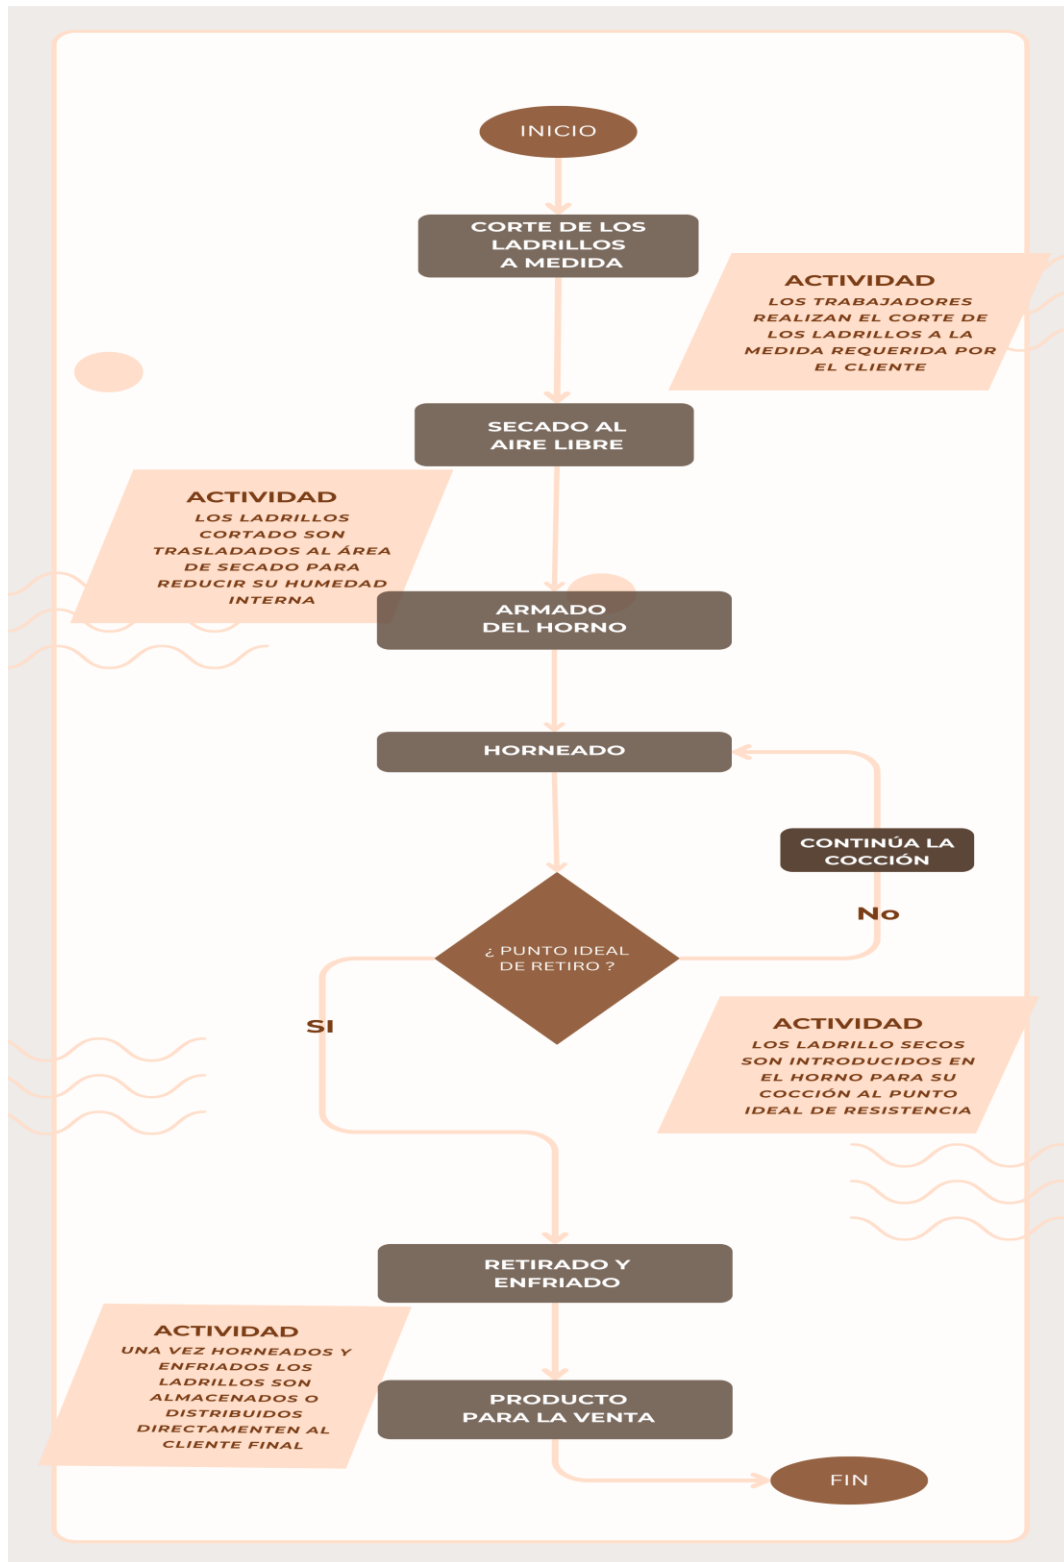 INICIO
CORTE DE LOS
LADRILLOS
A MEDIDA
ACTIVIDAD
LOS TRABAJADORES
REALIZAN EL CORTE DE
LOS LADRILLOS A LA
MEDIDA REQUERIDA POR
EL CLIENTE
SECADO AL
AIRE LIBRE
ACTIVIDAD
LOS LADRILLOS
CORTADO SON
TRASLADADOS AL ÁREA
DE SECADO PARA
REDUCIR SU HUMEDAD
INTERNA
ARMADO
DEL HORNO
HORNEADO
CONTINÚA LA
COCCIÓN
No
¿ PUNTO IDEAL
DE RETIRO ?
SI
ACTIVIDAD
LOS LADRILLO SECOS
SON INTRODUCIDOS EN
EL HORNO PARA SU
COCCIÓN AL PUNTO
IDEAL DE RESISTENCIA
RETIRADO Y
ENFRIADO
ACTIVIDAD
UNA VEZ HORNEADOS Y
ENFRIADOS LOS
LADRILLOS SON
ALMACENADOS O
DISTRIBUIDOS
DIRECTAMENTEN AL
CLIENTE FINAL
PRODUCTO
PARA LA VENTA
FIN